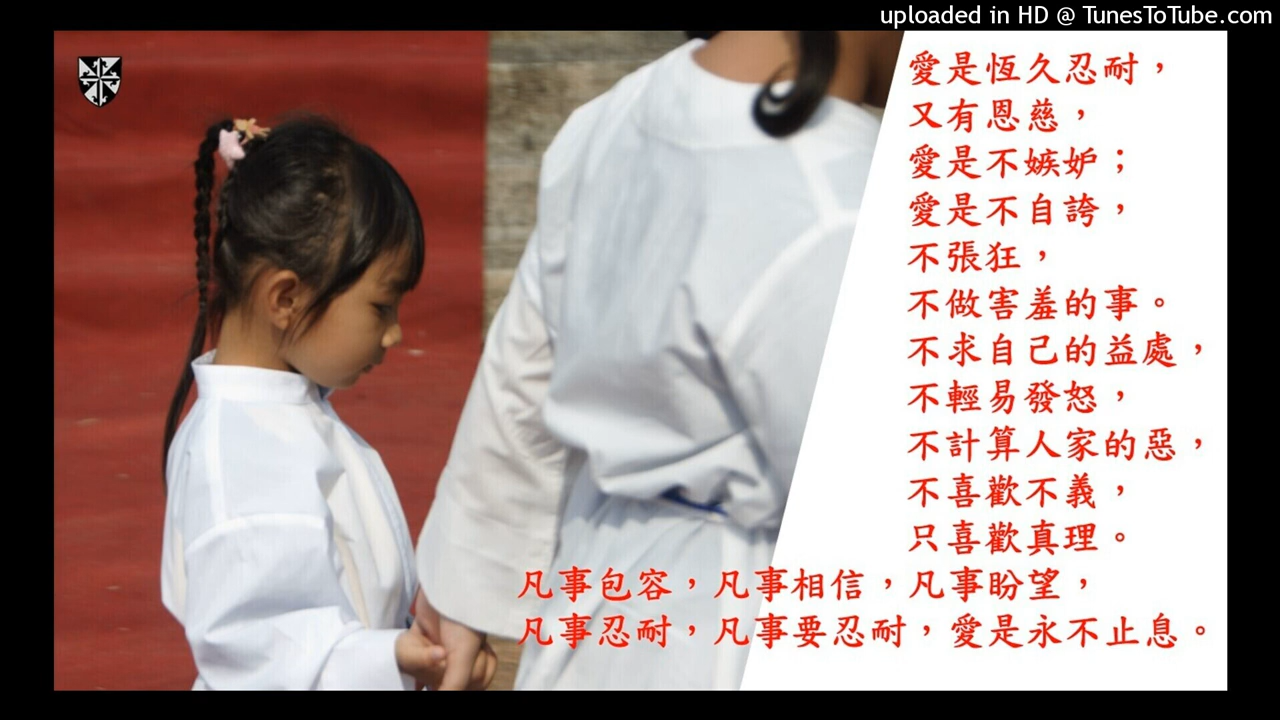 uploaded in HD @ TunesToTube.com
愛是恆久忍耐，
又有恩慈，
愛是不嫉妒；
愛是不自誇，
不張狂，
不做害羞的事。
不求自己的益處，
不輕易發怒，
不計算人家的惡，
不喜歡不義，
只喜歡真理。
凡事包容，凡事相信，凡事盼望，
凡事忍耐，凡事要忍耐，愛是永不止息。